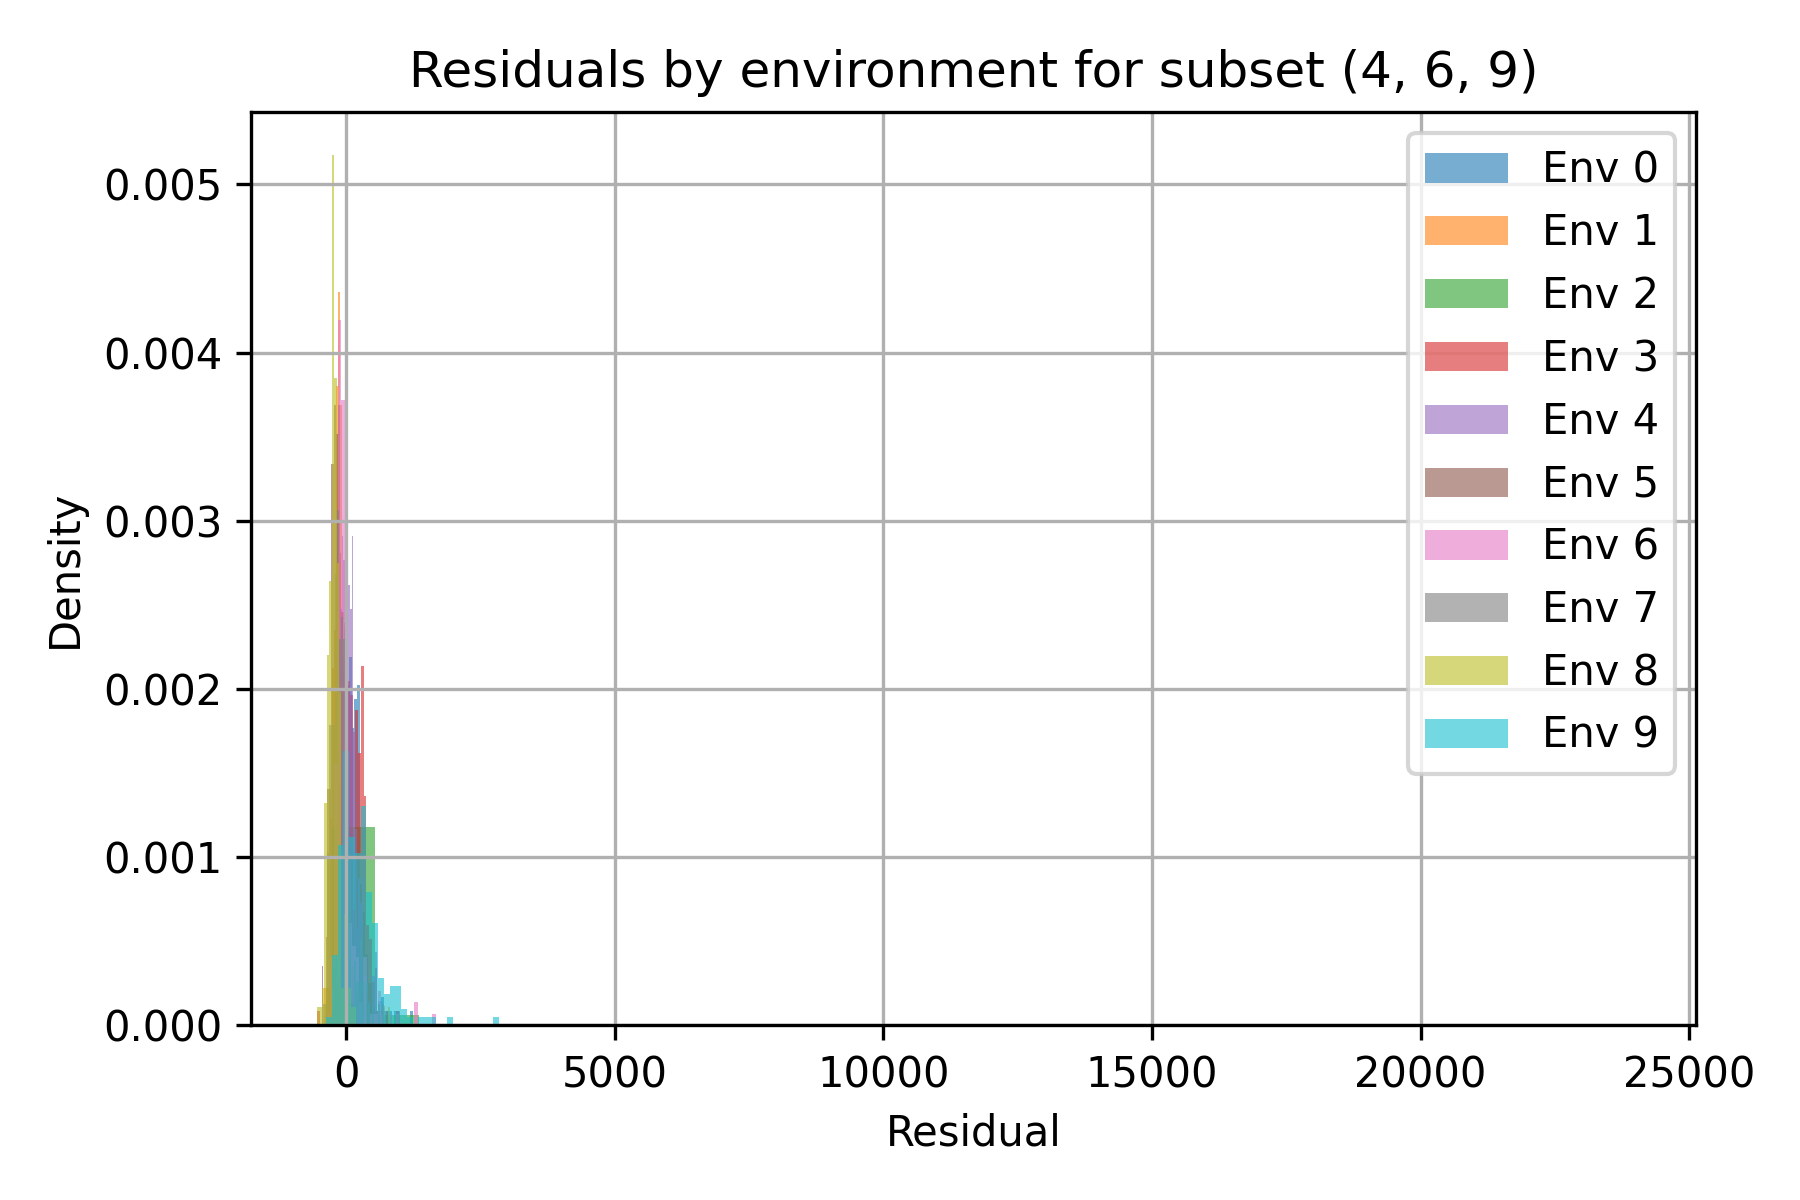 Residuals by environment for subset (4, 6, 9)
Density
0.005
0.004
0.003
0.002
0.001
0.000
0 5000 10000 15000 20000 25000
Residual
Env 0
Env 1
Env 2
Env 3
Env 4
Env 5
Env 6
Env 7
Env 8
Env 9